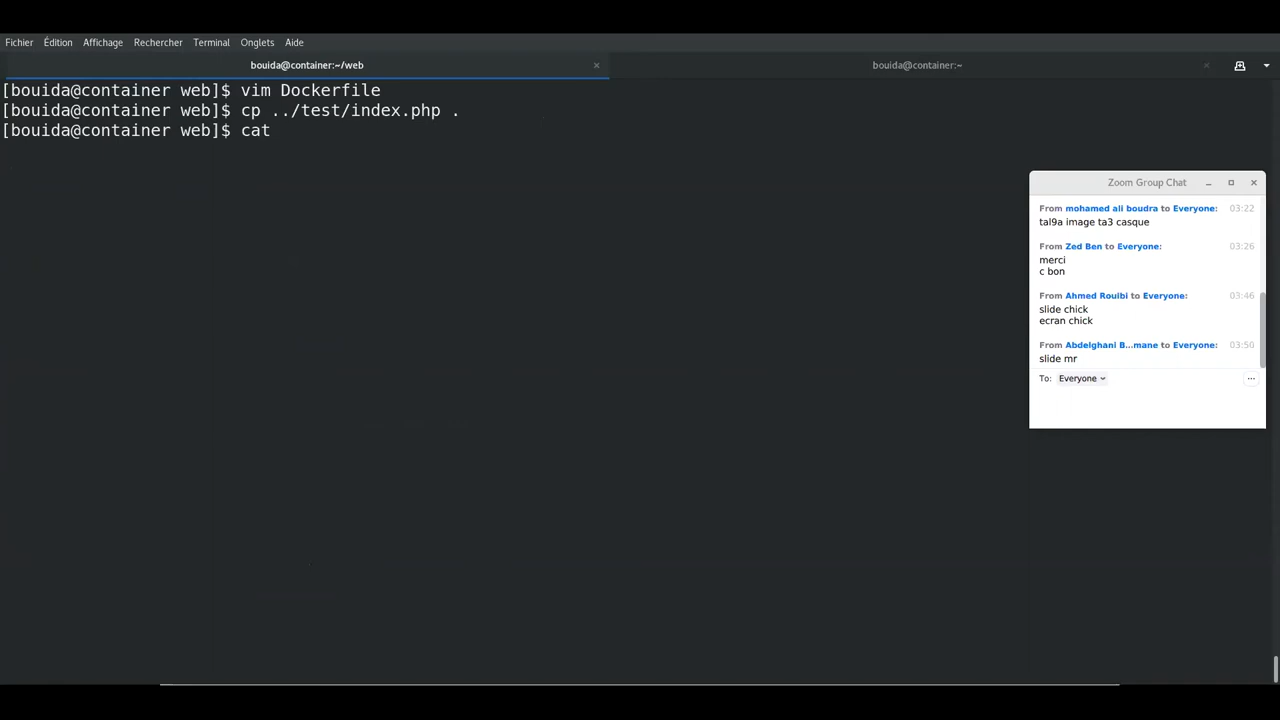 Fichier Édition Affichage Rechercher Terminal Onglets Aide
bouida@container:~/web
bouida@container:~
[bouida@container web]$ vim Dockerfile
[bouida@container web]$ cp ../test/index.php .
[bouida@container web]$ cat
Zoom Group Chat
From mohamed ali boudra to Everyone: 03:22
tal9a image ta3 casque
From Zed Ben to Everyone: 03:26
merci
c bon
From Ahmed Rouibi to Everyone: 03:46
slide chick
ecran chick
From Abdelghani B...mane to Everyone: 03:50
slide mr
To: Everyone